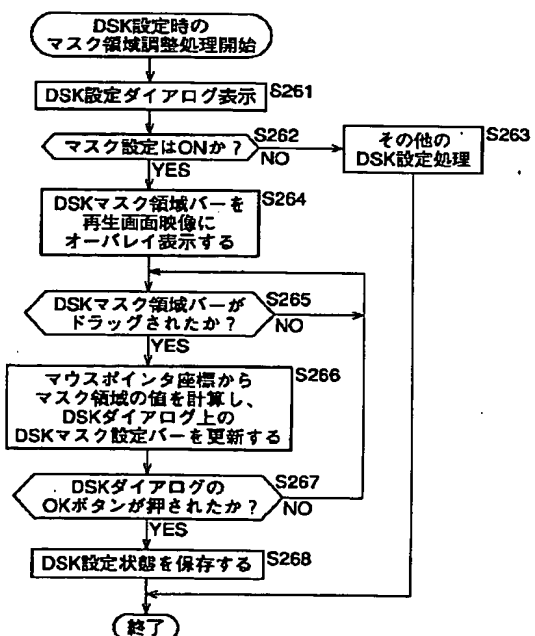 DSK設定時の
マスク領域調整処理開始
DSK設定ダイアログ表示
S261
マスク設定はONか?
S262
NO
YES
その他の
DSK設定処理
S263
DSKマスク領域バーを
再生画面映像に
オーバレイ表示する
S264
DSKマスク領域バーが
ドラッグされたか?
S265
NO
YES
マウスポインタ座標から
マスク領域の値を計算し、
DSKダイアログ上の
DSKマスク設定バーを更新する
S266
DSKダイアログの
OKボタンが押されたか?
S267
NO
YES
DSK設定状態を保存する
S268
終了